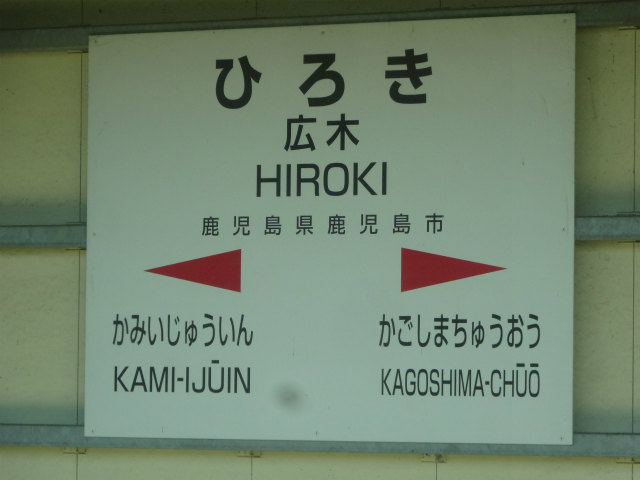 ひろき
広木
HIROKI
鹿児島県鹿児島市
かみいじゅういん かごしまちゅうおう
KAMI-IJŪIN KAGOSHIMA-CHŪŌ